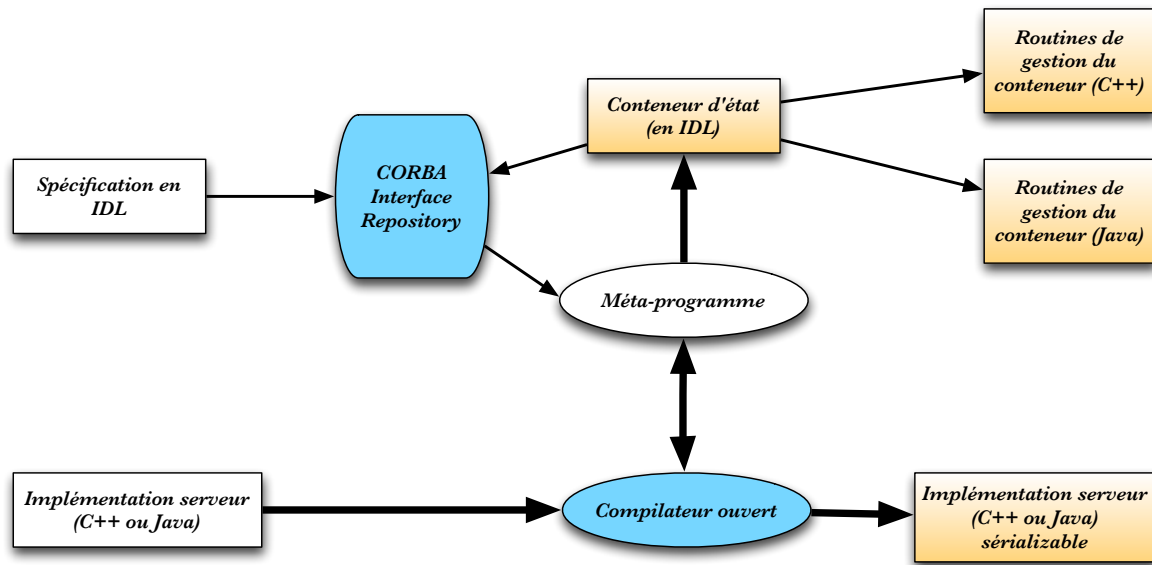 Routines de
gestion du
conteneur (C++)
Conteneur d'état
(en IDL)
Spécification en
IDL
CORBA
Interface
Repository
Routines de
gestion du
conteneur (Java)
Méta-programme
Implémentation serveur
(C++ ou Java)
Compilateur ouvert
Implémentation serveur
(C++ ou Java)
sérializable